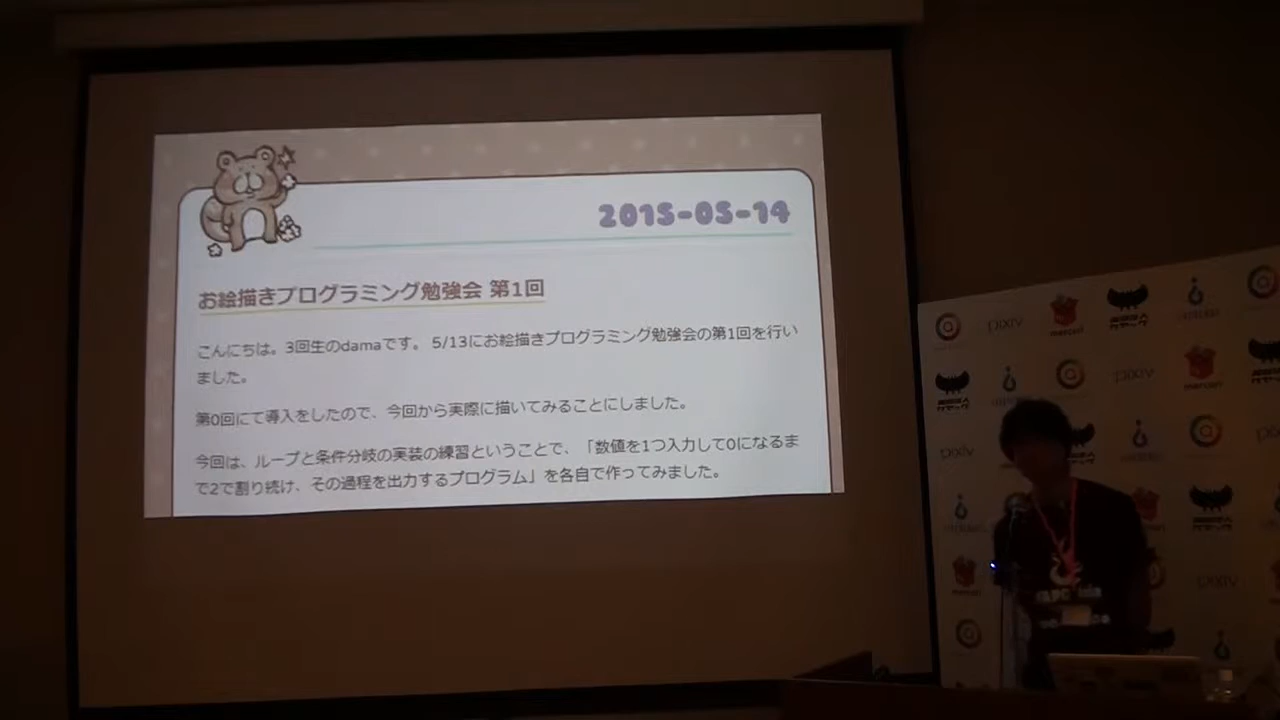 2015-05-14
お絵描きプログラミング勉強会 第1回
こんにちは。3回生のdamaです。 5/13にお絵描きプログラミング勉強会の第1回を行い
ました。
第0回にて導入をしたので、今回から実際に描いてみることにしました。
今回は、ループと条件分岐の実装の練習ということで、「数値を1つ入力して0になるま
で2で割り続け、その過程を出力するプログラム」を各自で作ってみました。
pixiv
mercari
pixiv
mercari
pixiv
pixiv